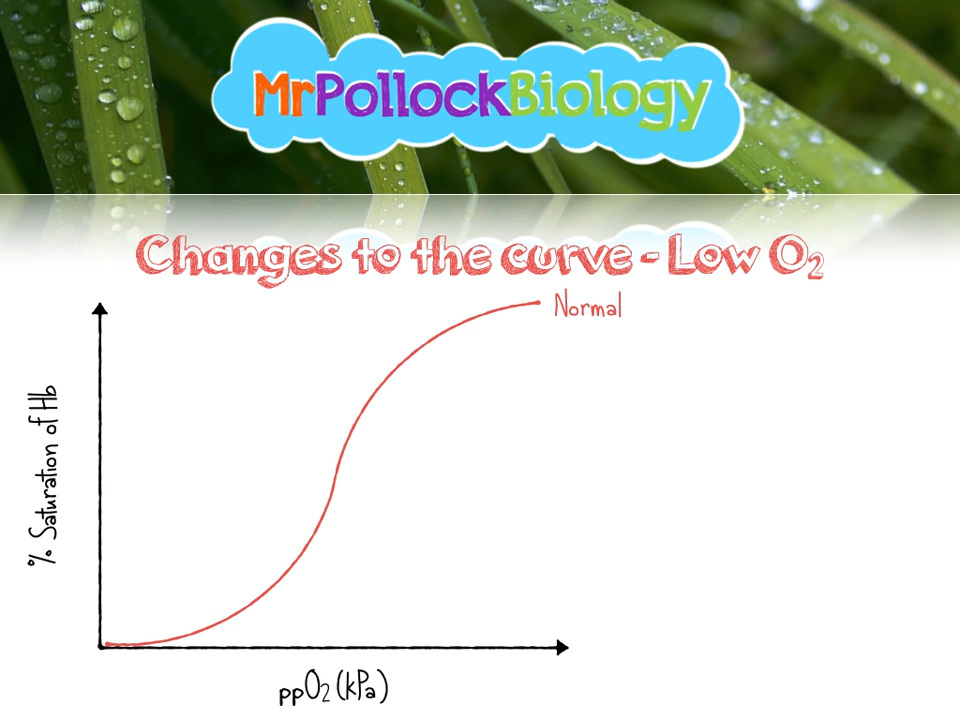 MrPollockBiology
Changes to the curve - Low O₂
Normal
% Saturation of Hb
ppO₂ (kPa)